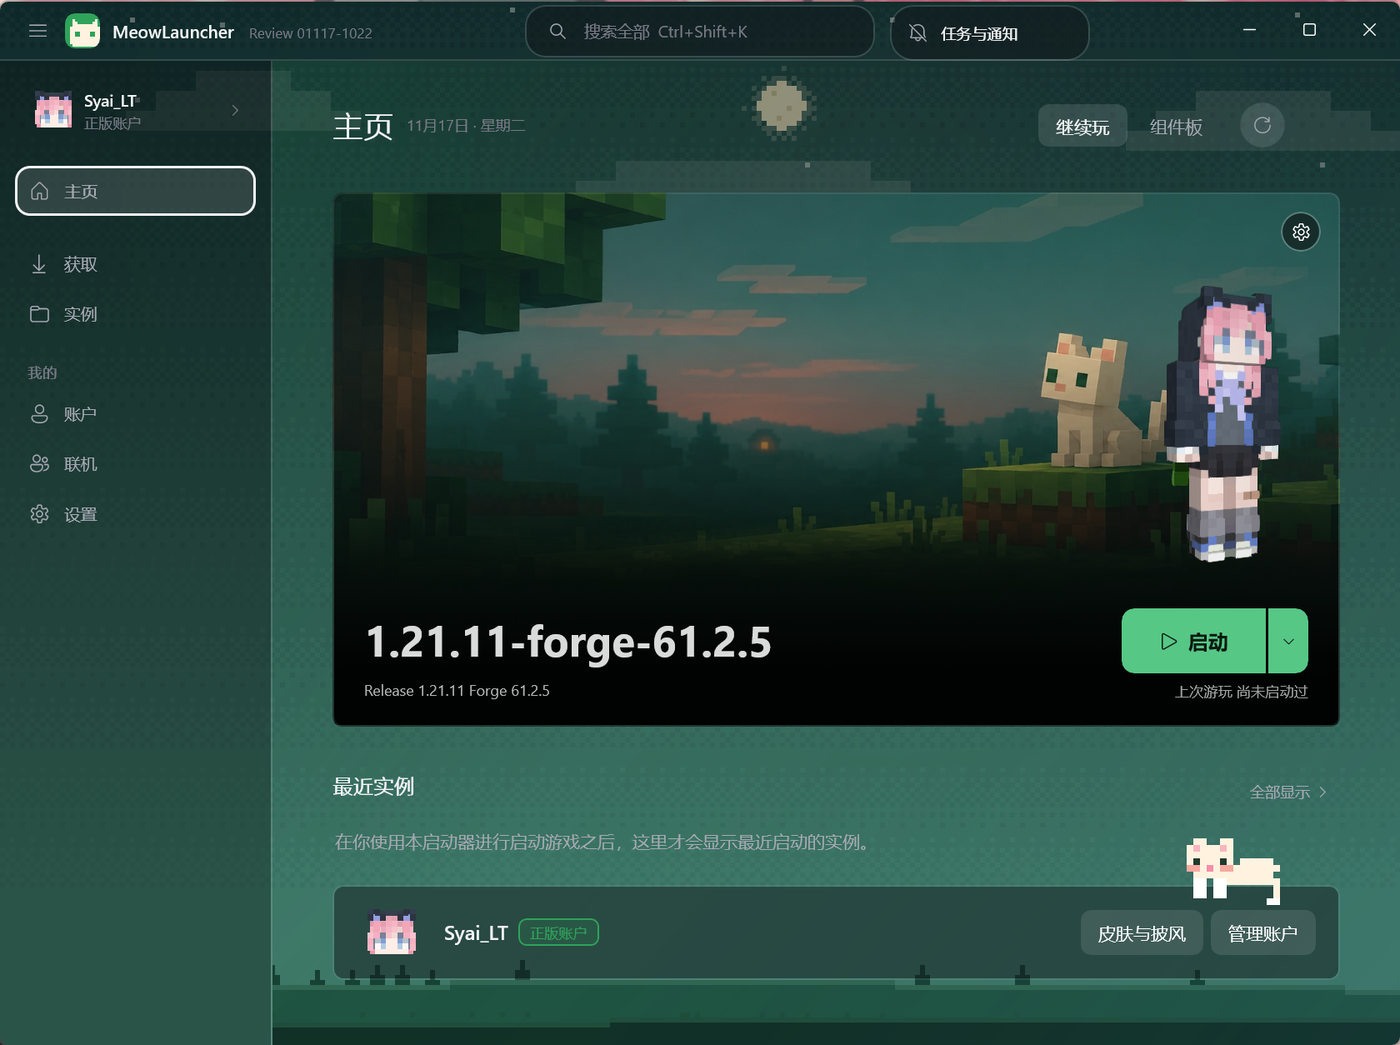 MeowLauncher Review 01117-1022
搜索全部 Ctrl+Shift+K
任务与通知
Syai_LT
正版账户
主页
获取
实例
我的
账户
联机
设置
主页 11月17日 · 星期二
继续玩
组件板
1.21.11-forge-61.2.5
Release 1.21.11 Forge 61.2.5
启动
上次游玩 尚未启动过
最近实例
全部显示
在你使用本启动器进行启动游戏之后，这里才会显示最近启动的实例。
Syai_LT 正版账户
皮肤与披风
管理账户